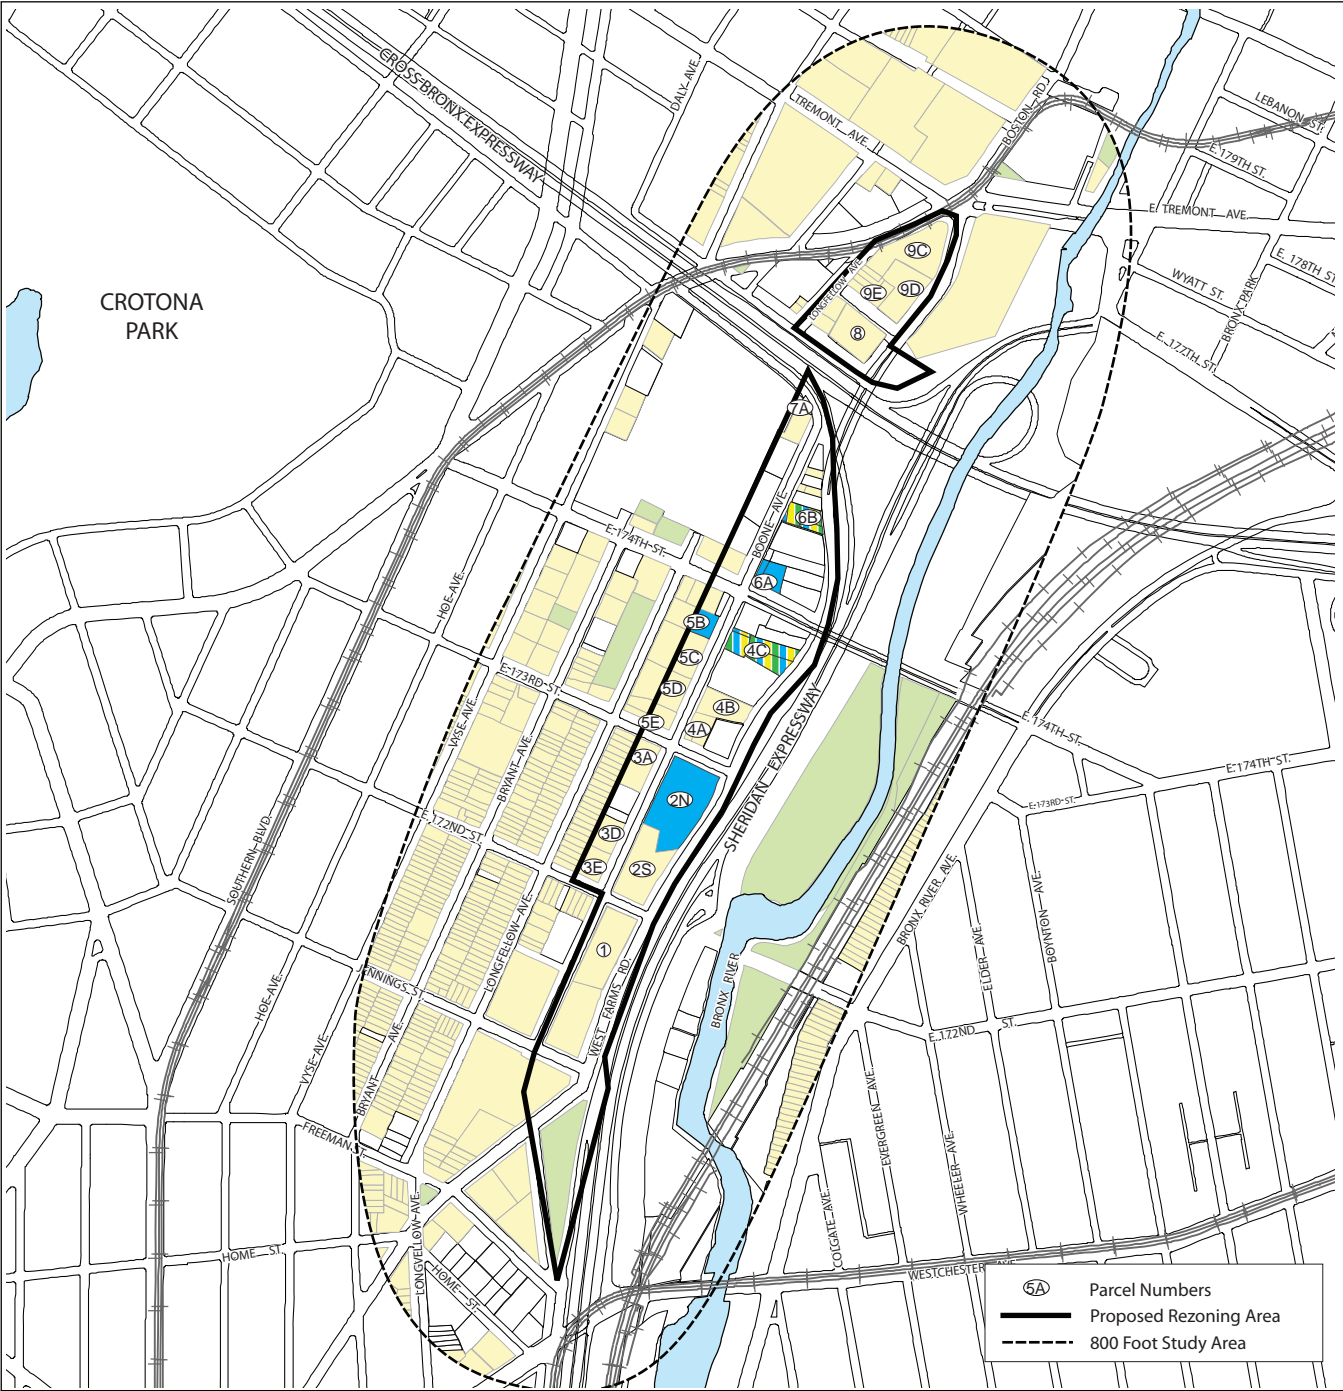 CROSS-BRONX EXPRESSWAY
DALY AVE.
TREMONT AVE.
BOSTON RD.
LEBANON ST.
E. 179TH ST.
E. TREMONT AVE.
E. 178TH ST.
WYATT ST.
BRONX PARK
E. 177TH ST.
CROTONA
PARK
LONGFELLOW AVE.
9C
9D
9E
8
7A
BOONE AVE.
6B
6A
E. 174TH ST.
HOE AVE.
5B
5C
4C
5D
4B
5E
4A
E. 173RD ST.
VYSE AVE.
BRYANT AVE.
3A
2N
3D
3E
2S
SHERIDAN EXPRESSWAY
E. 174TH ST.
E. 174TH ST.
E. 173RD ST.
E. 172ND ST.
SOUTHERN BLVD.
BRONX RIVER AVE.
ELDER AVE.
BOYNTON AVE.
LONGFELLOW AVE.
1
WEST FARMS RD.
BRONX RIVER
JENNINGS ST.
HOE AVE.
VYSE AVE.
BRYANT AVE.
E. 172ND ST.
EVERGREEN AVE.
WHEELER AVE.
COLGATE AVE.
FREEMAN ST.
HOME ST.
LONGVELLOW AVE.
HOME ST.
WESTCHESTER AVE.
5A Parcel Numbers
Proposed Rezoning Area
800 Foot Study Area